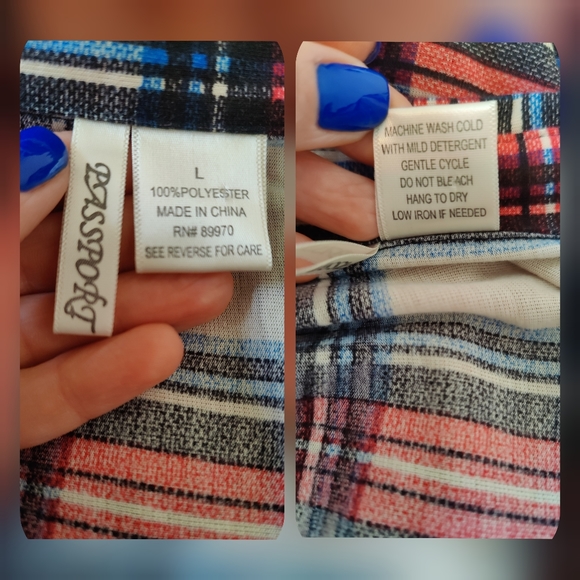 PASSPORT
L
100%POLYESTER
MADE IN CHINA
RN# 89970
SEE REVERSE FOR CARE
MACHINE WASH COLD
WITH MILD DETERGENT
GENTLE CYCLE
DO NOT BLEACH
HANG TO DRY
LOW IRON IF NEEDED